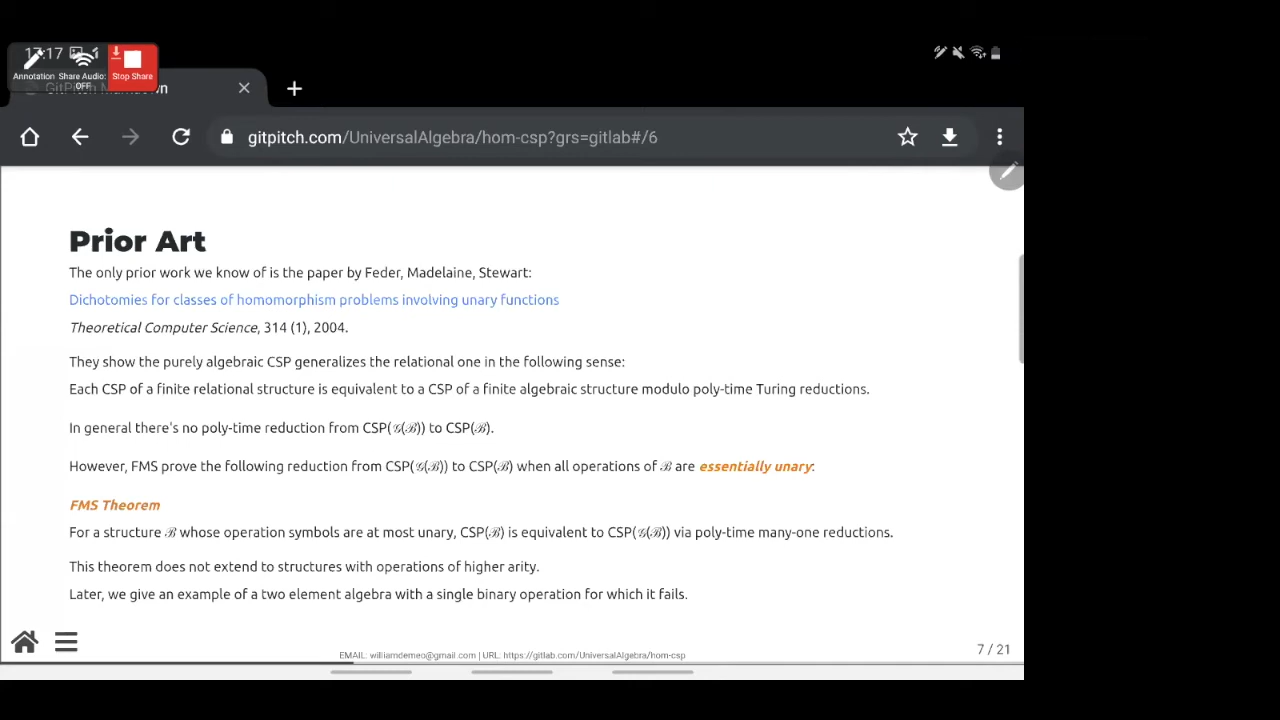 17:17
Annotation Share Audio: OFF Stop Share
GitPitch Markdown
gitpitch.com/UniversalAlgebra/hom-csp?grs=gitlab#/6
Prior Art
The only prior work we know of is the paper by Feder, Madelaine, Stewart:
Dichotomies for classes of homomorphism problems involving unary functions
Theoretical Computer Science, 314 (1), 2004.
They show the purely algebraic CSP generalizes the relational one in the following sense:
Each CSP of a finite relational structure is equivalent to a CSP of a finite algebraic structure modulo poly-time Turing reductions.
In general there's no poly-time reduction from CSP(𝒢(ℬ)) to CSP(ℬ).
However, FMS prove the following reduction from CSP(𝒢(ℬ)) to CSP(ℬ) when all operations of ℬ are essentially unary:
FMS Theorem
For a structure ℬ whose operation symbols are at most unary, CSP(ℬ) is equivalent to CSP(𝒢(ℬ)) via poly-time many-one reductions.
This theorem does not extend to structures with operations of higher arity.
Later, we give an example of a two element algebra with a single binary operation for which it fails.
EMAIL: williamdemeo@gmail.com | URL: https://gitlab.com/UniversalAlgebra/hom-csp
7 / 21